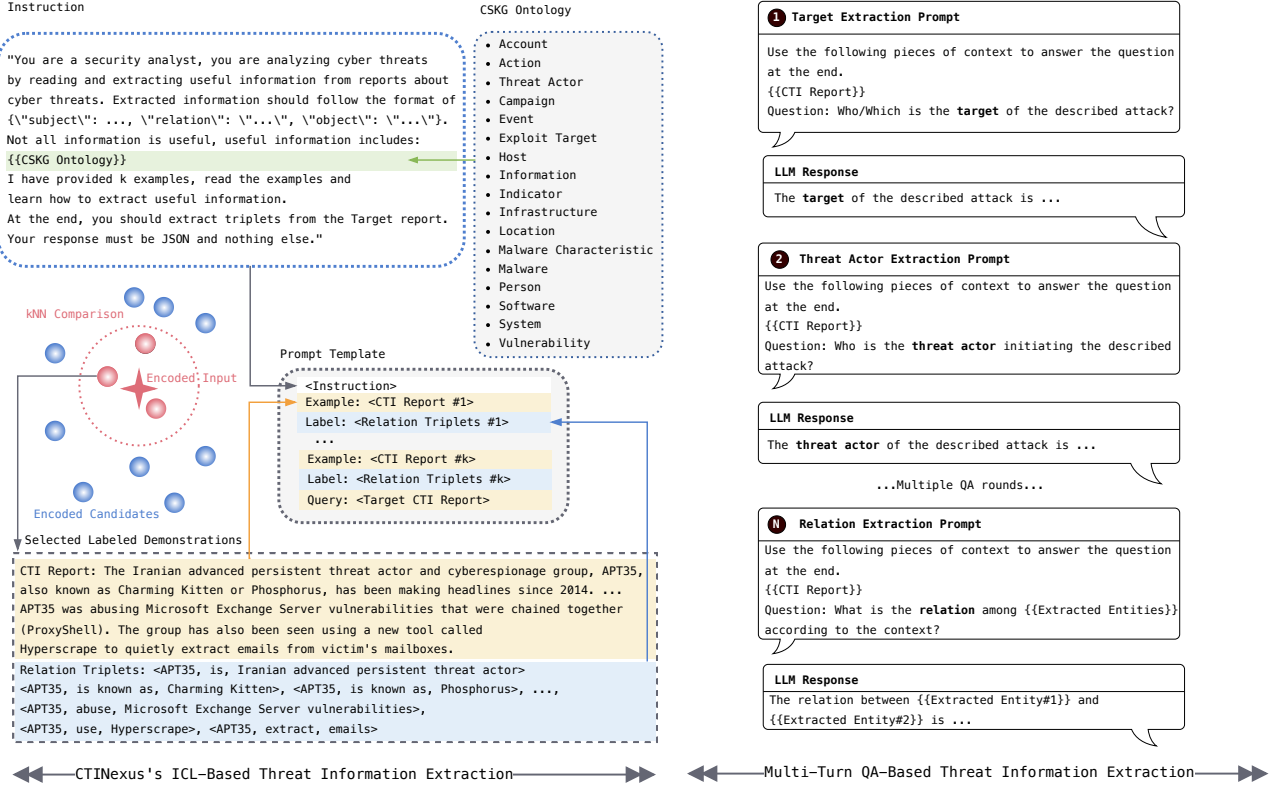 Instruction
"You are a security analyst, you are analyzing cyber threats
by reading and extracting useful information from reports about
cyber threats. Extracted information should follow the format of
{\"subject\": ..., \"relation\": \"...\", \"object\": \"...\"}.
Not all information is useful, useful information includes:
{{CSKG Ontology}}
I have provided k examples, read the examples and
learn how to extract useful information.
At the end, you should extract triplets from the Target report.
Your response must be JSON and nothing else."
CSKG Ontology
• Account
• Action
• Threat Actor
• Campaign
• Event
• Exploit Target
• Host
• Information
• Indicator
• Infrastructure
• Location
• Malware Characteristic
• Malware
• Person
• Software
• System
• Vulnerability
kNN Comparison
Encoded Input
Encoded Candidates
Prompt Template
<Instruction>
Example: <CTI Report #1>
Label: <Relation Triplets #1>
...
Example: <CTI Report #k>
Label: <Relation Triplets #k>
Query: <Target CTI Report>
Selected Labeled Demonstrations
CTI Report: The Iranian advanced persistent threat actor and cyberespionage group, APT35,
also known as Charming Kitten or Phosphorus, has been making headlines since 2014. ...
APT35 was abusing Microsoft Exchange Server vulnerabilities that were chained together
(ProxyShell). The group has also been seen using a new tool called
Hyperscrape to quietly extract emails from victim's mailboxes.
Relation Triplets: <APT35, is, Iranian advanced persistent threat actor>
<APT35, is known as, Charming Kitten>, <APT35, is known as, Phosphorus>, ...,
<APT35, abuse, Microsoft Exchange Server vulnerabilities>,
<APT35, use, Hyperscrape>, <APT35, extract, emails>
CTINexus's ICL-Based Threat Information Extraction
1 Target Extraction Prompt
Use the following pieces of context to answer the question
at the end.
{{CTI Report}}
Question: Who/Which is the target of the described attack?
LLM Response
The target of the described attack is ...
2 Threat Actor Extraction Prompt
Use the following pieces of context to answer the question
at the end.
{{CTI Report}}
Question: Who is the threat actor initiating the described
attack?
LLM Response
The threat actor of the described attack is ...
...Multiple QA rounds...
N Relation Extraction Prompt
Use the following pieces of context to answer the question
at the end.
{{CTI Report}}
Question: What is the relation among {{Extracted Entities}}
according to the context?
LLM Response
The relation between {{Extracted Entity#1}} and
{{Extracted Entity#2}} is ...
Multi-Turn QA-Based Threat Information Extraction